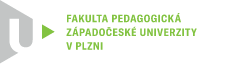 FAKULTA PEDAGOGICKÁ
ZÁPADOČESKÉ UNIVERZITY
V PLZNI